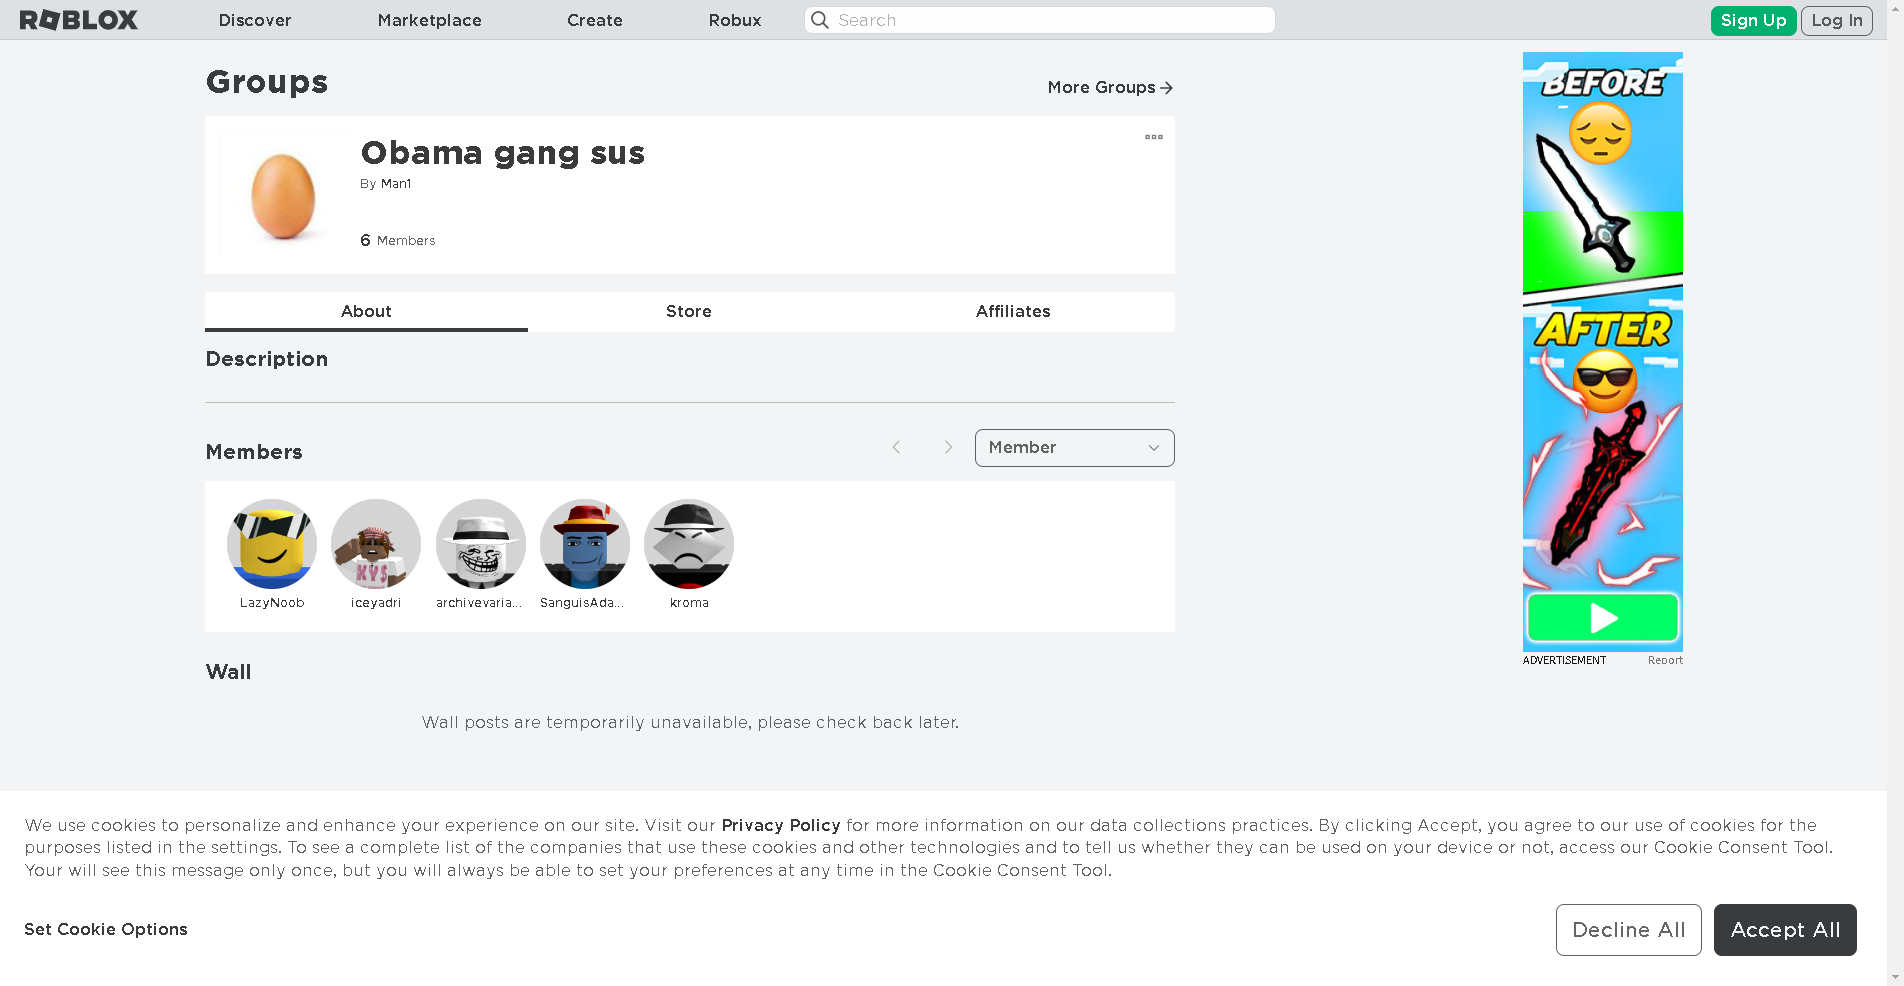 ROBLOX
Discover
Marketplace
Create
Robux
Search
Sign Up
Log In
Groups
More Groups
Obama gang sus
By Man1
6 Members
About
Store
Affiliates
Description
Members
Member
KYS
LazyNoob
iceyadri
archivevaria...
SanguisAda...
kroma
Wall
Wall posts are temporarily unavailable, please check back later.
BEFORE
AFTER
ADVERTISEMENT
Report
We use cookies to personalize and enhance your experience on our site. Visit our Privacy Policy for more information on our data collections practices. By clicking Accept, you agree to our use of cookies for the
purposes listed in the settings. To see a complete list of the companies that use these cookies and other technologies and to tell us whether they can be used on your device or not, access our Cookie Consent Tool.
Your will see this message only once, but you will always be able to set your preferences at any time in the Cookie Consent Tool.
Set Cookie Options
Decline All
Accept All